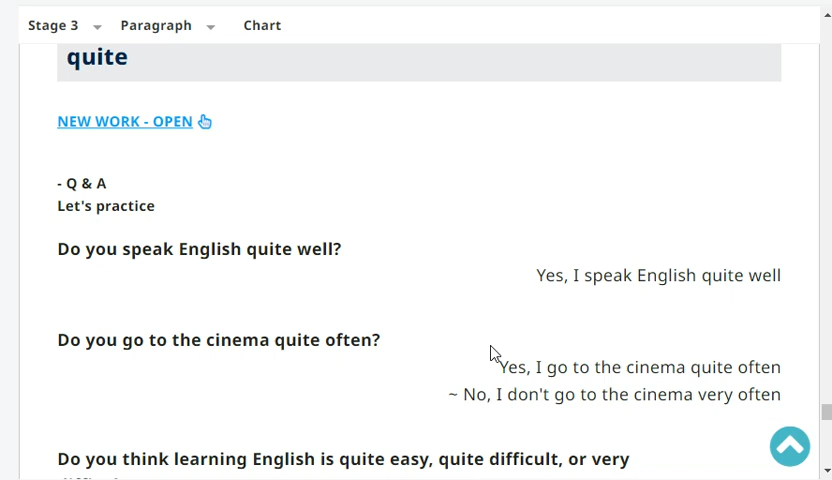 Stage 3 Paragraph Chart
quite
NEW WORK - OPEN
- Q & A
Let's practice
Do you speak English quite well?
Yes, I speak English quite well
Do you go to the cinema quite often?
Yes, I go to the cinema quite often
~ No, I don't go to the cinema very often
Do you think learning English is quite easy, quite difficult, or very